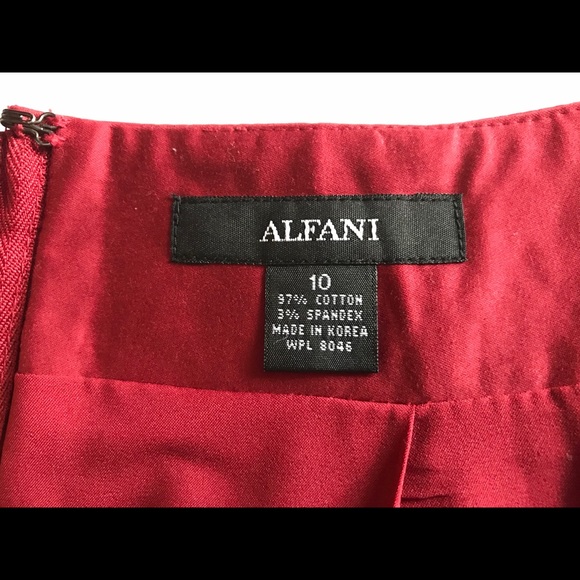 ALFANI
10
97% COTTON
3% SPANDEX
MADE IN KOREA
WPL 8046